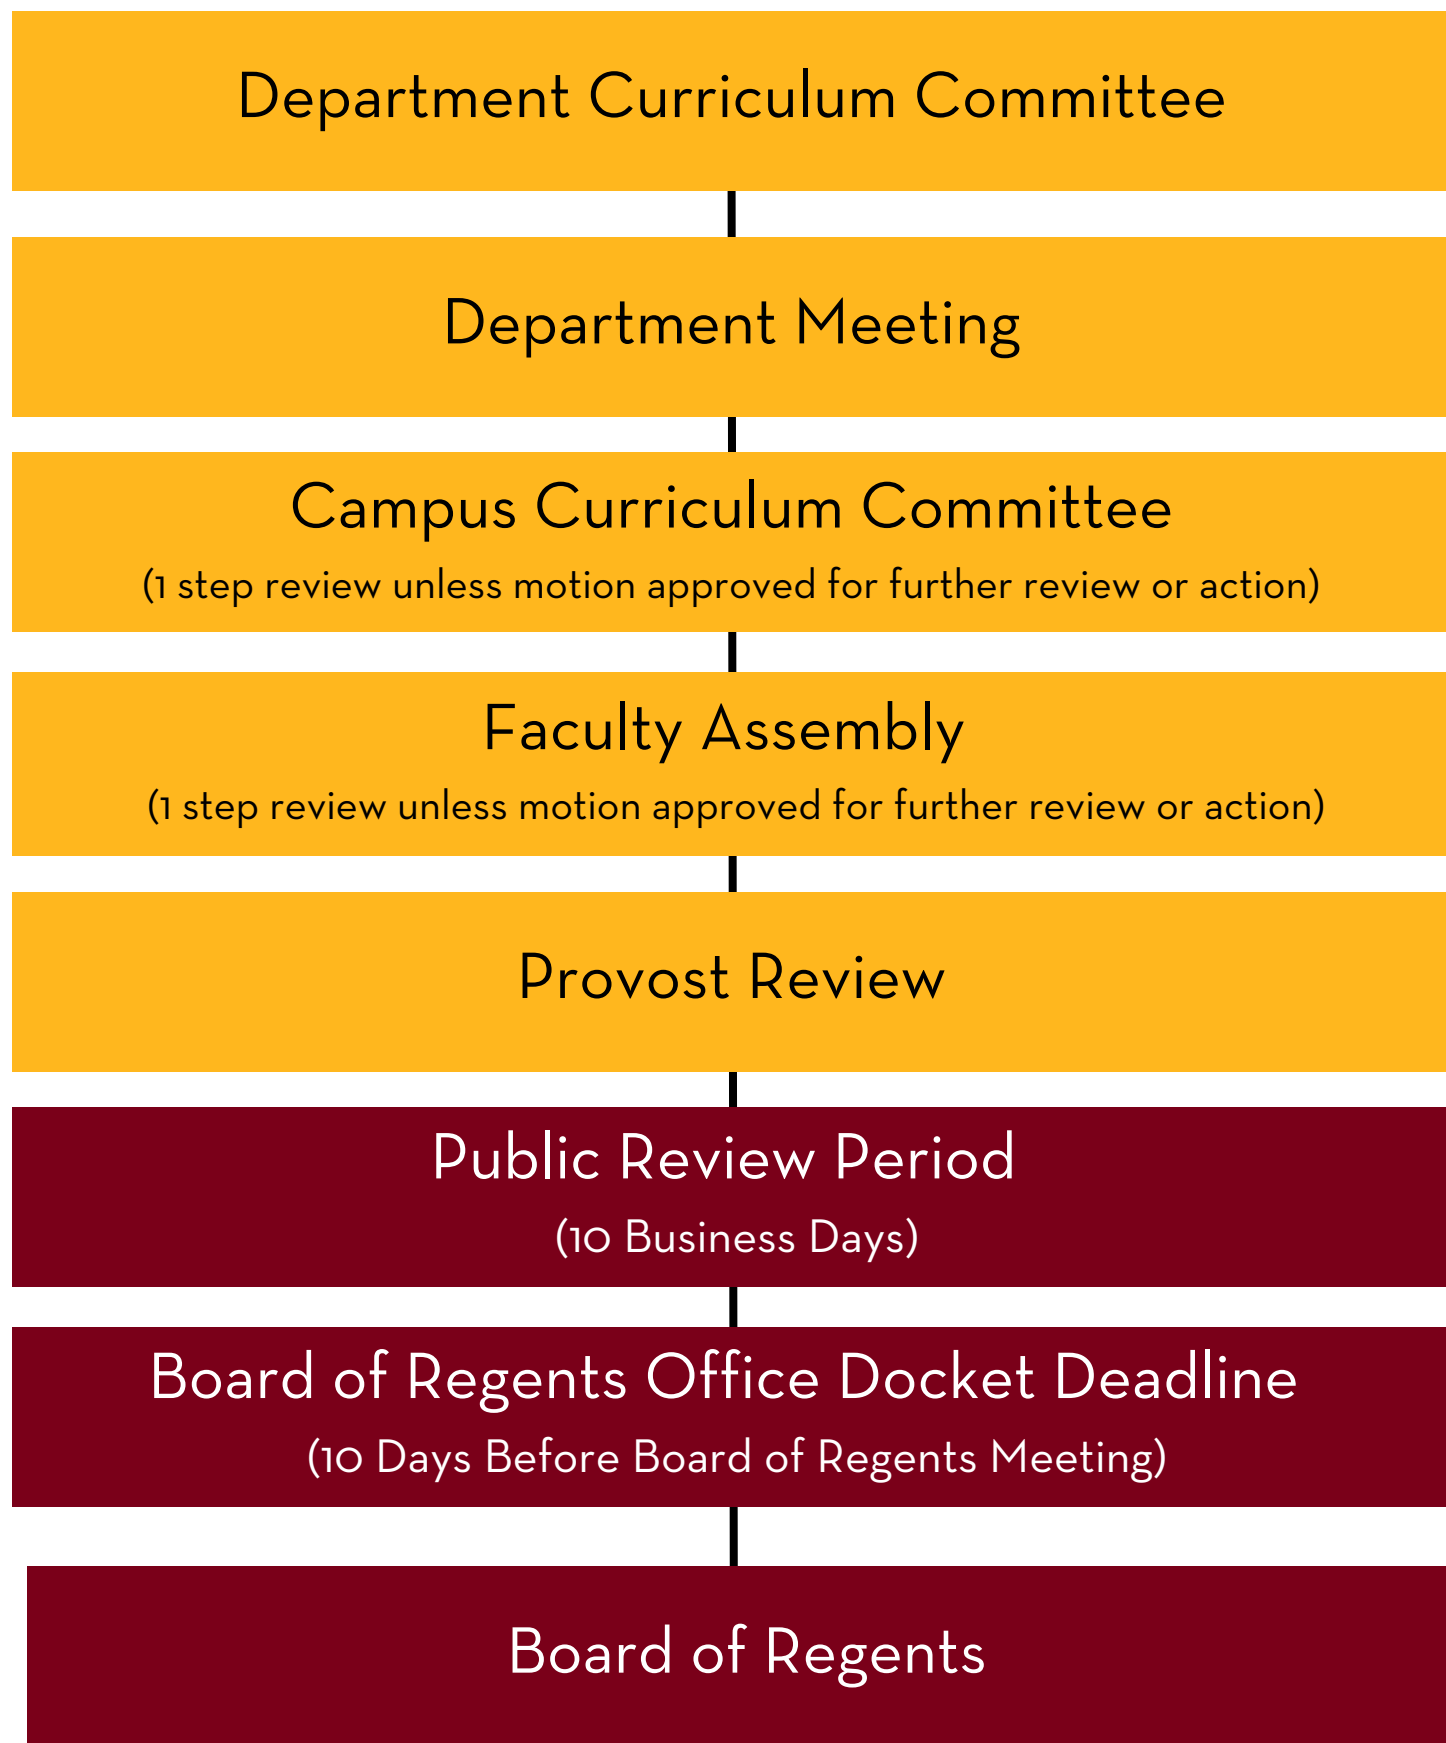 Department Curriculum Committee
Department Meeting
Campus Curriculum Committee
(1 step review unless motion approved for further review or action)
Faculty Assembly
(1 step review unless motion approved for further review or action)
Provost Review
Public Review Period
(10 Business Days)
Board of Regents Office Docket Deadline
(10 Days Before Board of Regents Meeting)
Board of Regents